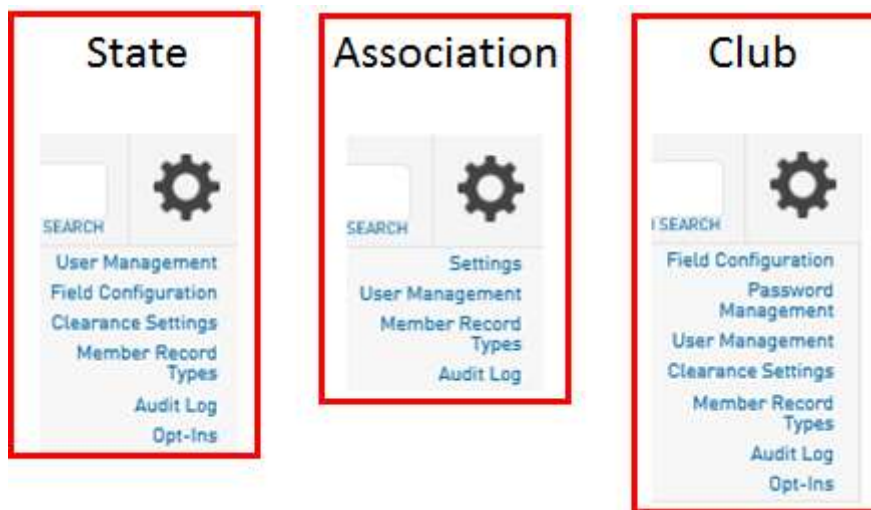 State
SEARCH
User Management
Field Configuration
Clearance Settings
Member Record
Types
Audit Log
Opt-Ins
Association
SEARCH
Settings
User Management
Member Record
Types
Audit Log
Club
SEARCH
Field Configuration
Password
Management
User Management
Clearance Settings
Member Record
Types
Audit Log
Opt-Ins